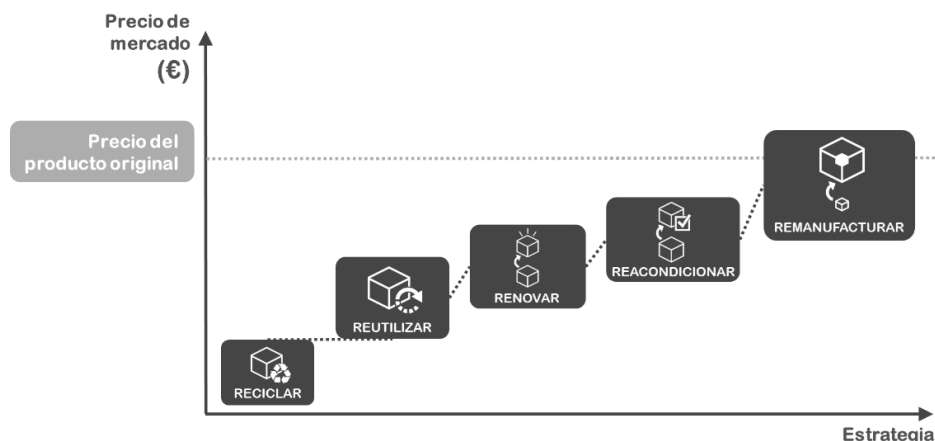 Precio de
mercado
(€)
Precio del
producto original
REMANUFACTURAR
REACONDICIONAR
RENOVAR
REUTILIZAR
RECICLAR
Estrategia